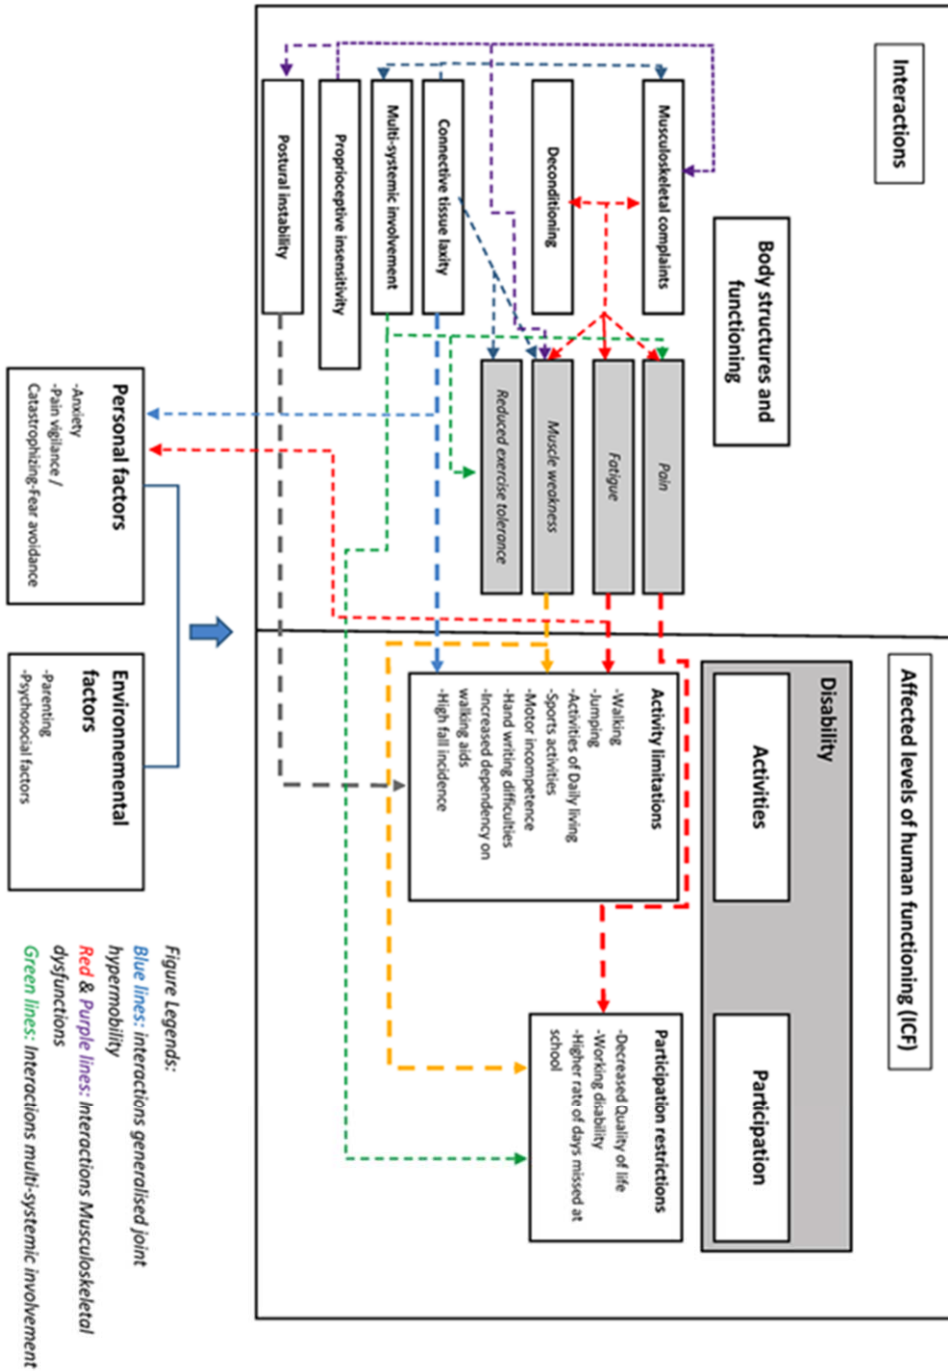 Interactions
Affected levels of human functioning (ICF)
Body structures and
functioning
Disability
Activities
Participation
Musculoskeletal complaints
Deconditioning
Connective tissue laxity
Multi-systemic involvement
Proprioceptive insensitivity
Postural instability
Pain
Fatigue
Muscle weakness
Reduced exercise tolerance
Activity limitations
-Walking
-Jumping
-Activities of Daily living
-Sports activities
-Motor incompetence
-Hand writing difficulties
-Increased dependency on
walking aids
-High fall incidence
Participation restrictions
-Decreased Quality of life
-Working disability
-Higher rate of days missed at
school
Personal factors
-Anxiety
-Pain vigilance /
Catastrophizing-Fear avoidance
Environnemental
factors
-Parenting
-Psychosocial factors
Figure Legends:
Blue lines: interactions generalised joint
hypermobility
Red & Purple lines: Interactions Musculoskeletal
dysfunctions
Green lines: Interactions multi-systemic involvement